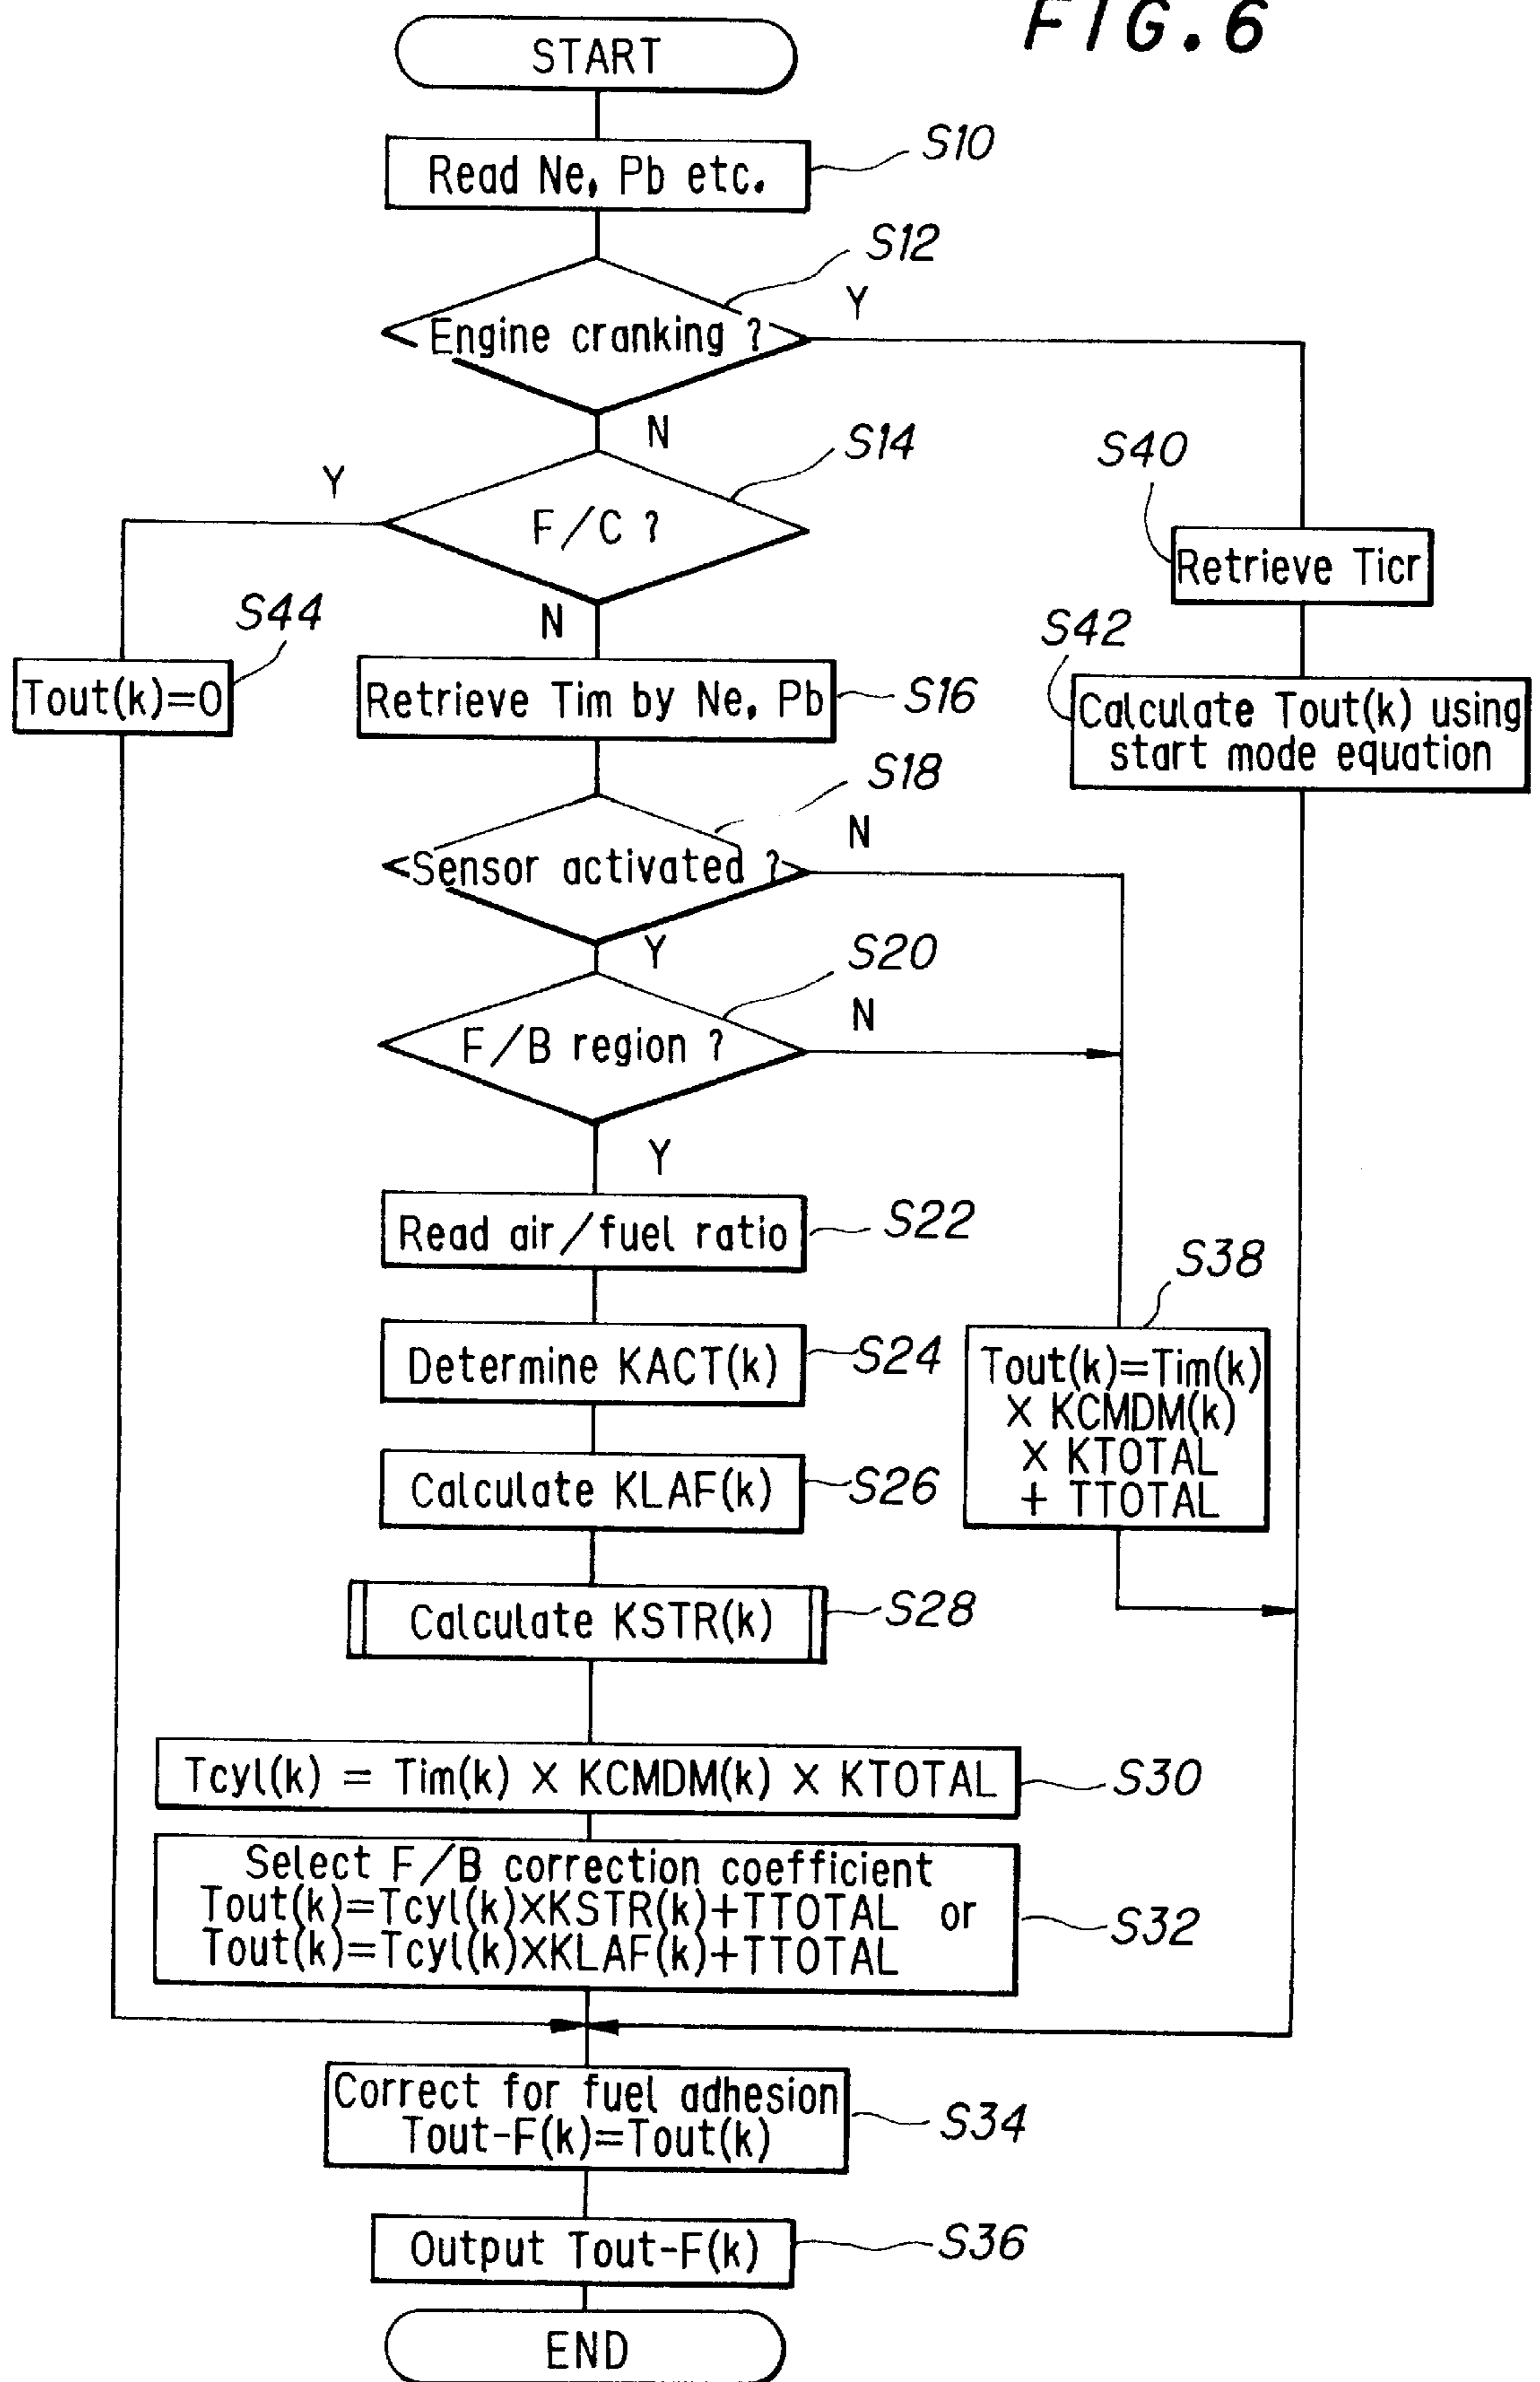 FIG. 6
START
Read Ne, Pb etc.
S10
S12
Engine cranking ?
Y
N
S14
Y
F/C ?
N
S40
Retrieve Ticr
S44
Tout(k)=0
S42
Calculate Tout(k) using
start mode equation
Retrieve Tim by Ne, Pb
S16
S18
Sensor activated ?
N
Y
S20
F/B region ?
N
Y
Read air/fuel ratio
S22
Determine KACT(k)
S24
S38
Tout(k)=Tim(k)
× KCMDM(k)
× KTOTAL
+ TTOTAL
Calculate KLAF(k)
S26
Calculate KSTR(k)
S28
Tcyl(k) = Tim(k) × KCMDM(k) × KTOTAL
S30
Select F/B correction coefficient
Tout(k)=Tcyl(k)×KSTR(k)+TTOTAL or
Tout(k)=Tcyl(k)×KLAF(k)+TTOTAL
S32
Correct for fuel adhesion
Tout-F(k)=Tout(k)
S34
Output Tout-F(k)
S36
END